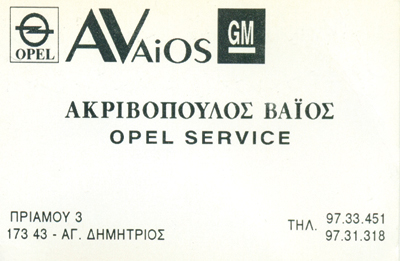 OPEL
AVAiOS
GM
ΑΚΡΙΒΟΠΟΥΛΟΣ ΒΑΪΟΣ
OPEL SERVICE
ΠΡΙΑΜΟΥ 3
173 43 - ΑΓ. ΔΗΜΗΤΡΙΟΣ
ΤΗΛ. 97.33.451
97.31.318